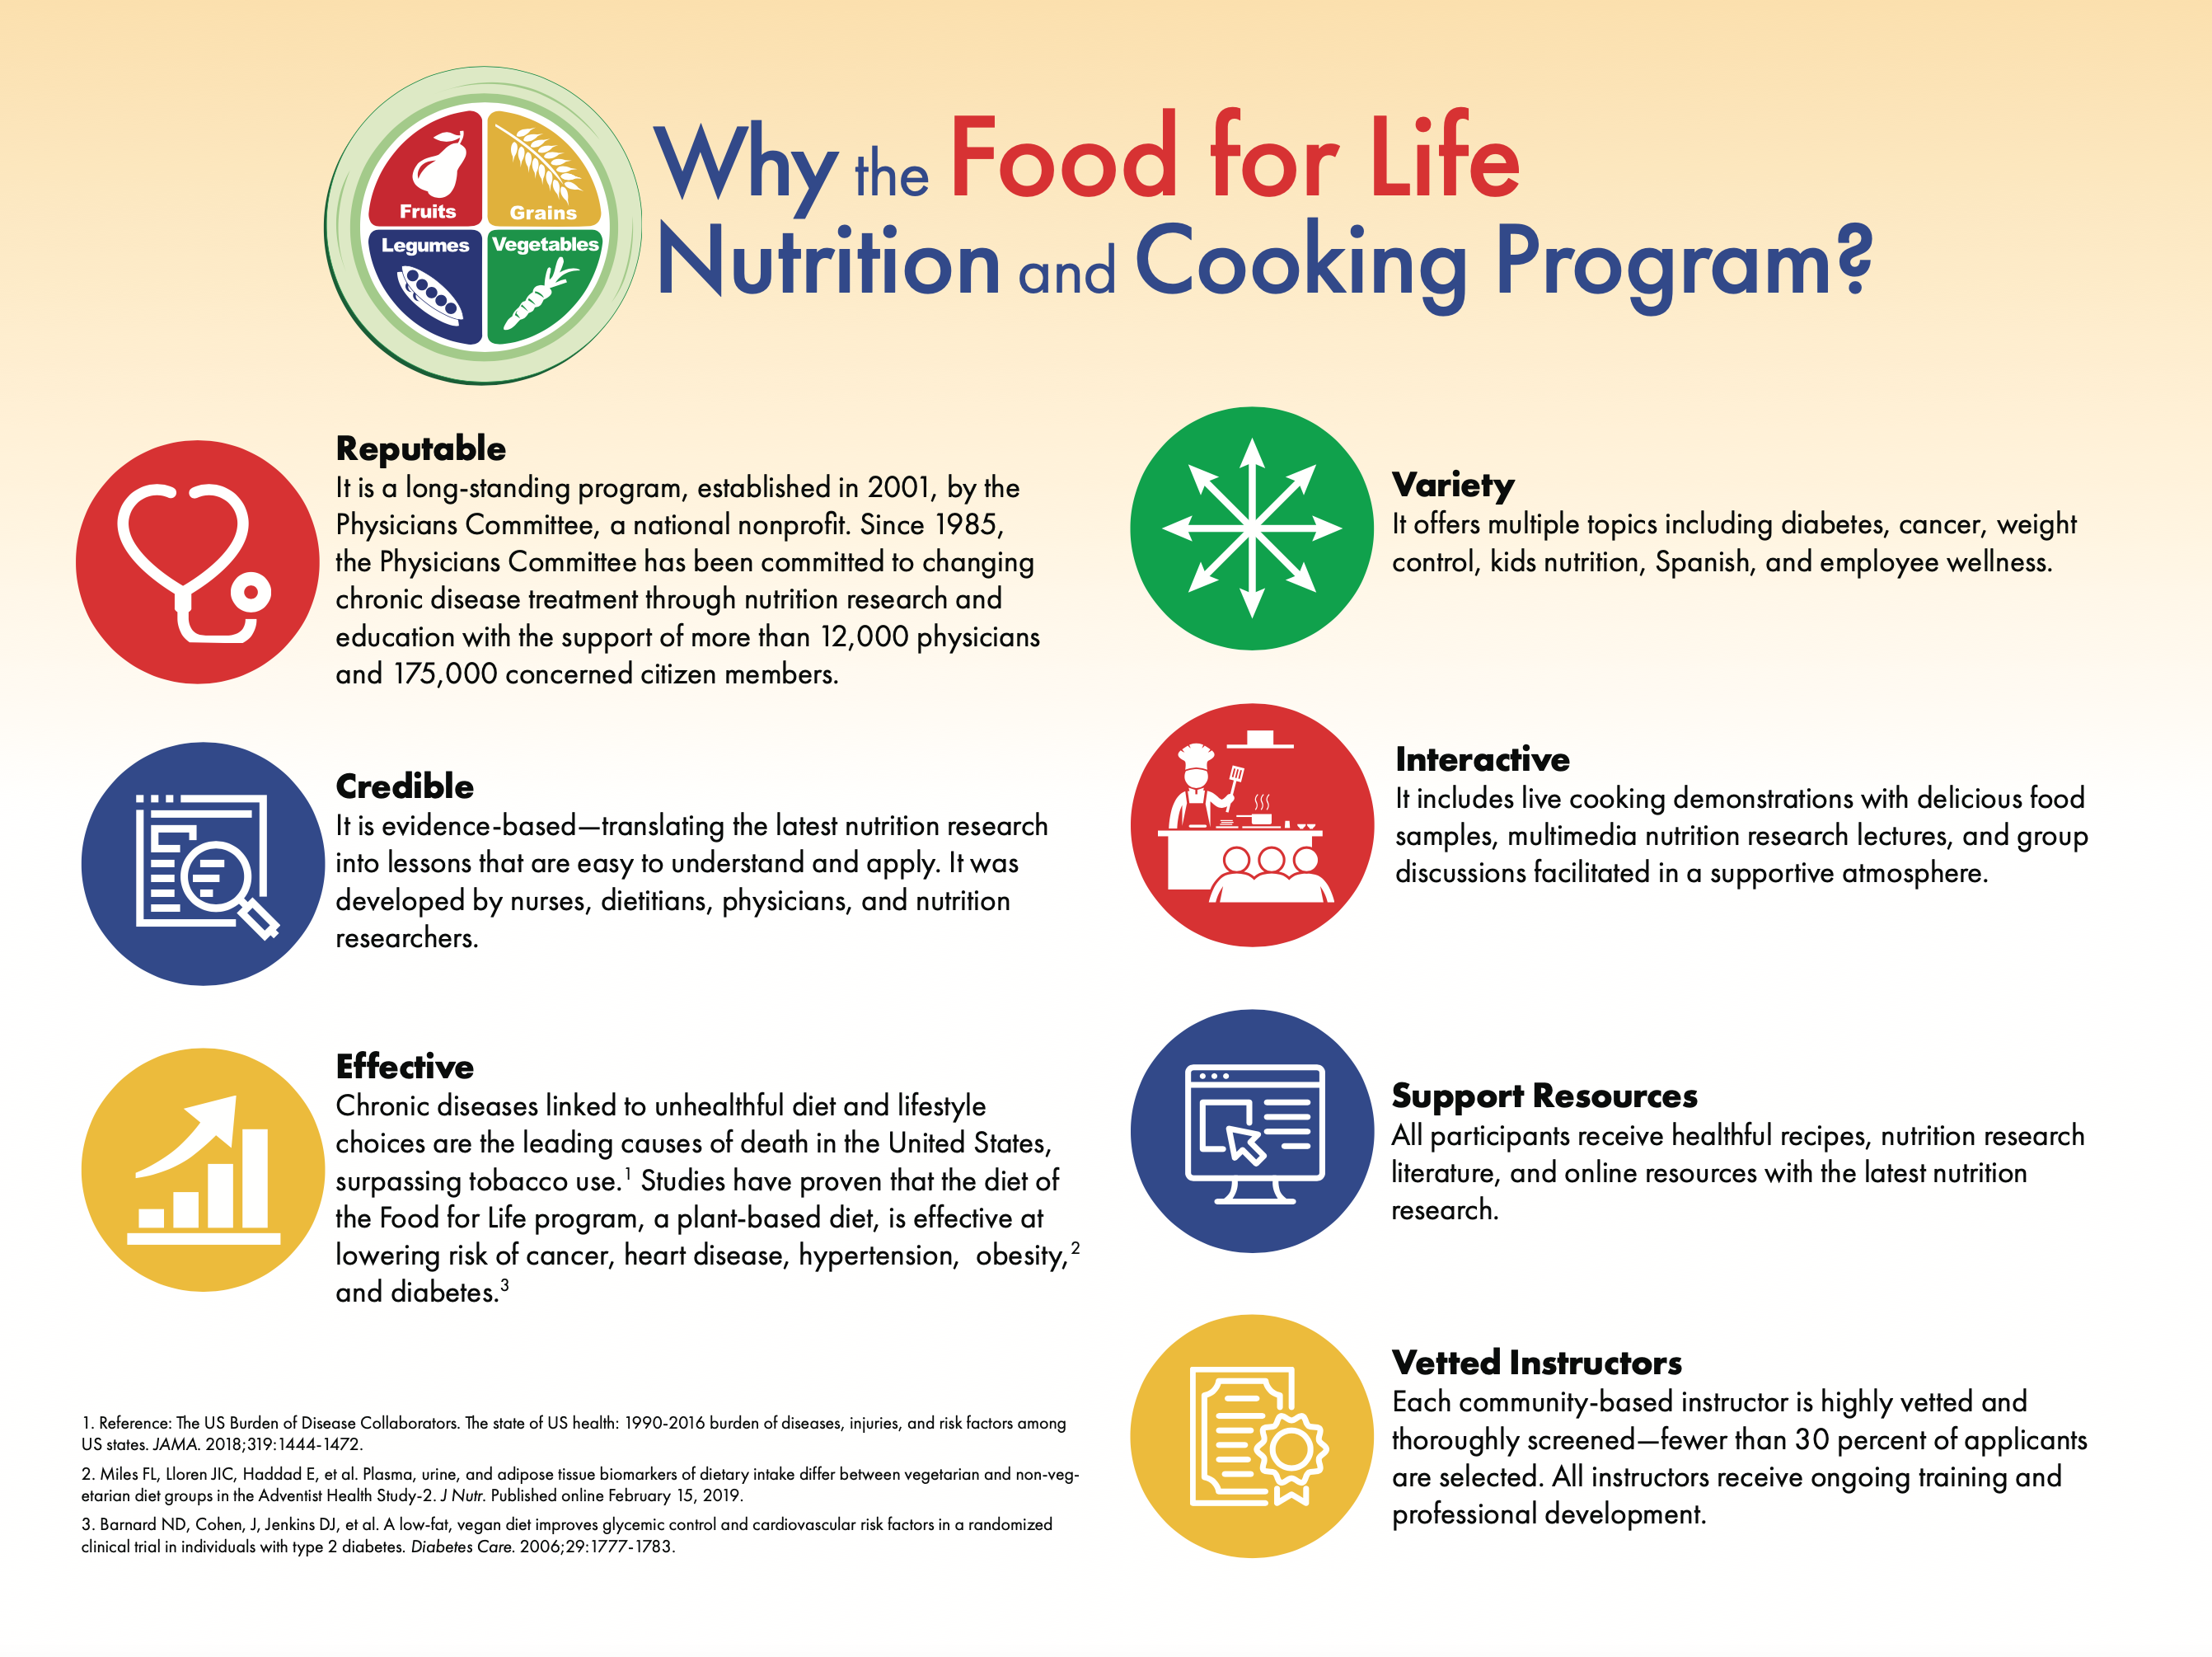 Fruits
Grains
Legumes
Vegetables
Why the Food for Life
Nutrition and Cooking Program?
Reputable
It is a long-standing program, established in 2001, by the
Physicians Committee, a national nonprofit. Since 1985,
the Physicians Committee has been committed to changing
chronic disease treatment through nutrition research and
education with the support of more than 12,000 physicians
and 175,000 concerned citizen members.
Credible
It is evidence-based—translating the latest nutrition research
into lessons that are easy to understand and apply. It was
developed by nurses, dietitians, physicians, and nutrition
researchers.
Effective
Chronic diseases linked to unhealthful diet and lifestyle
choices are the leading causes of death in the United States,
surpassing tobacco use.¹ Studies have proven that the diet of
the Food for Life program, a plant-based diet, is effective at
lowering risk of cancer, heart disease, hypertension,  obesity,²
and diabetes.³
1. Reference: The US Burden of Disease Collaborators. The state of US health: 1990-2016 burden of diseases, injuries, and risk factors among
US states. JAMA. 2018;319:1444-1472.
2. Miles FL, Lloren JIC, Haddad E, et al. Plasma, urine, and adipose tissue biomarkers of dietary intake differ between vegetarian and non-veg-
etarian diet groups in the Adventist Health Study-2. J Nutr. Published online February 15, 2019.
3. Barnard ND, Cohen, J, Jenkins DJ, et al. A low-fat, vegan diet improves glycemic control and cardiovascular risk factors in a randomized
clinical trial in individuals with type 2 diabetes. Diabetes Care. 2006;29:1777-1783.
Variety
It offers multiple topics including diabetes, cancer, weight
control, kids nutrition, Spanish, and employee wellness.
Interactive
It includes live cooking demonstrations with delicious food
samples, multimedia nutrition research lectures, and group
discussions facilitated in a supportive atmosphere.
Support Resources
All participants receive healthful recipes, nutrition research
literature, and online resources with the latest nutrition
research.
Vetted Instructors
Each community-based instructor is highly vetted and
thoroughly screened—fewer than 30 percent of applicants
are selected. All instructors receive ongoing training and
professional development.